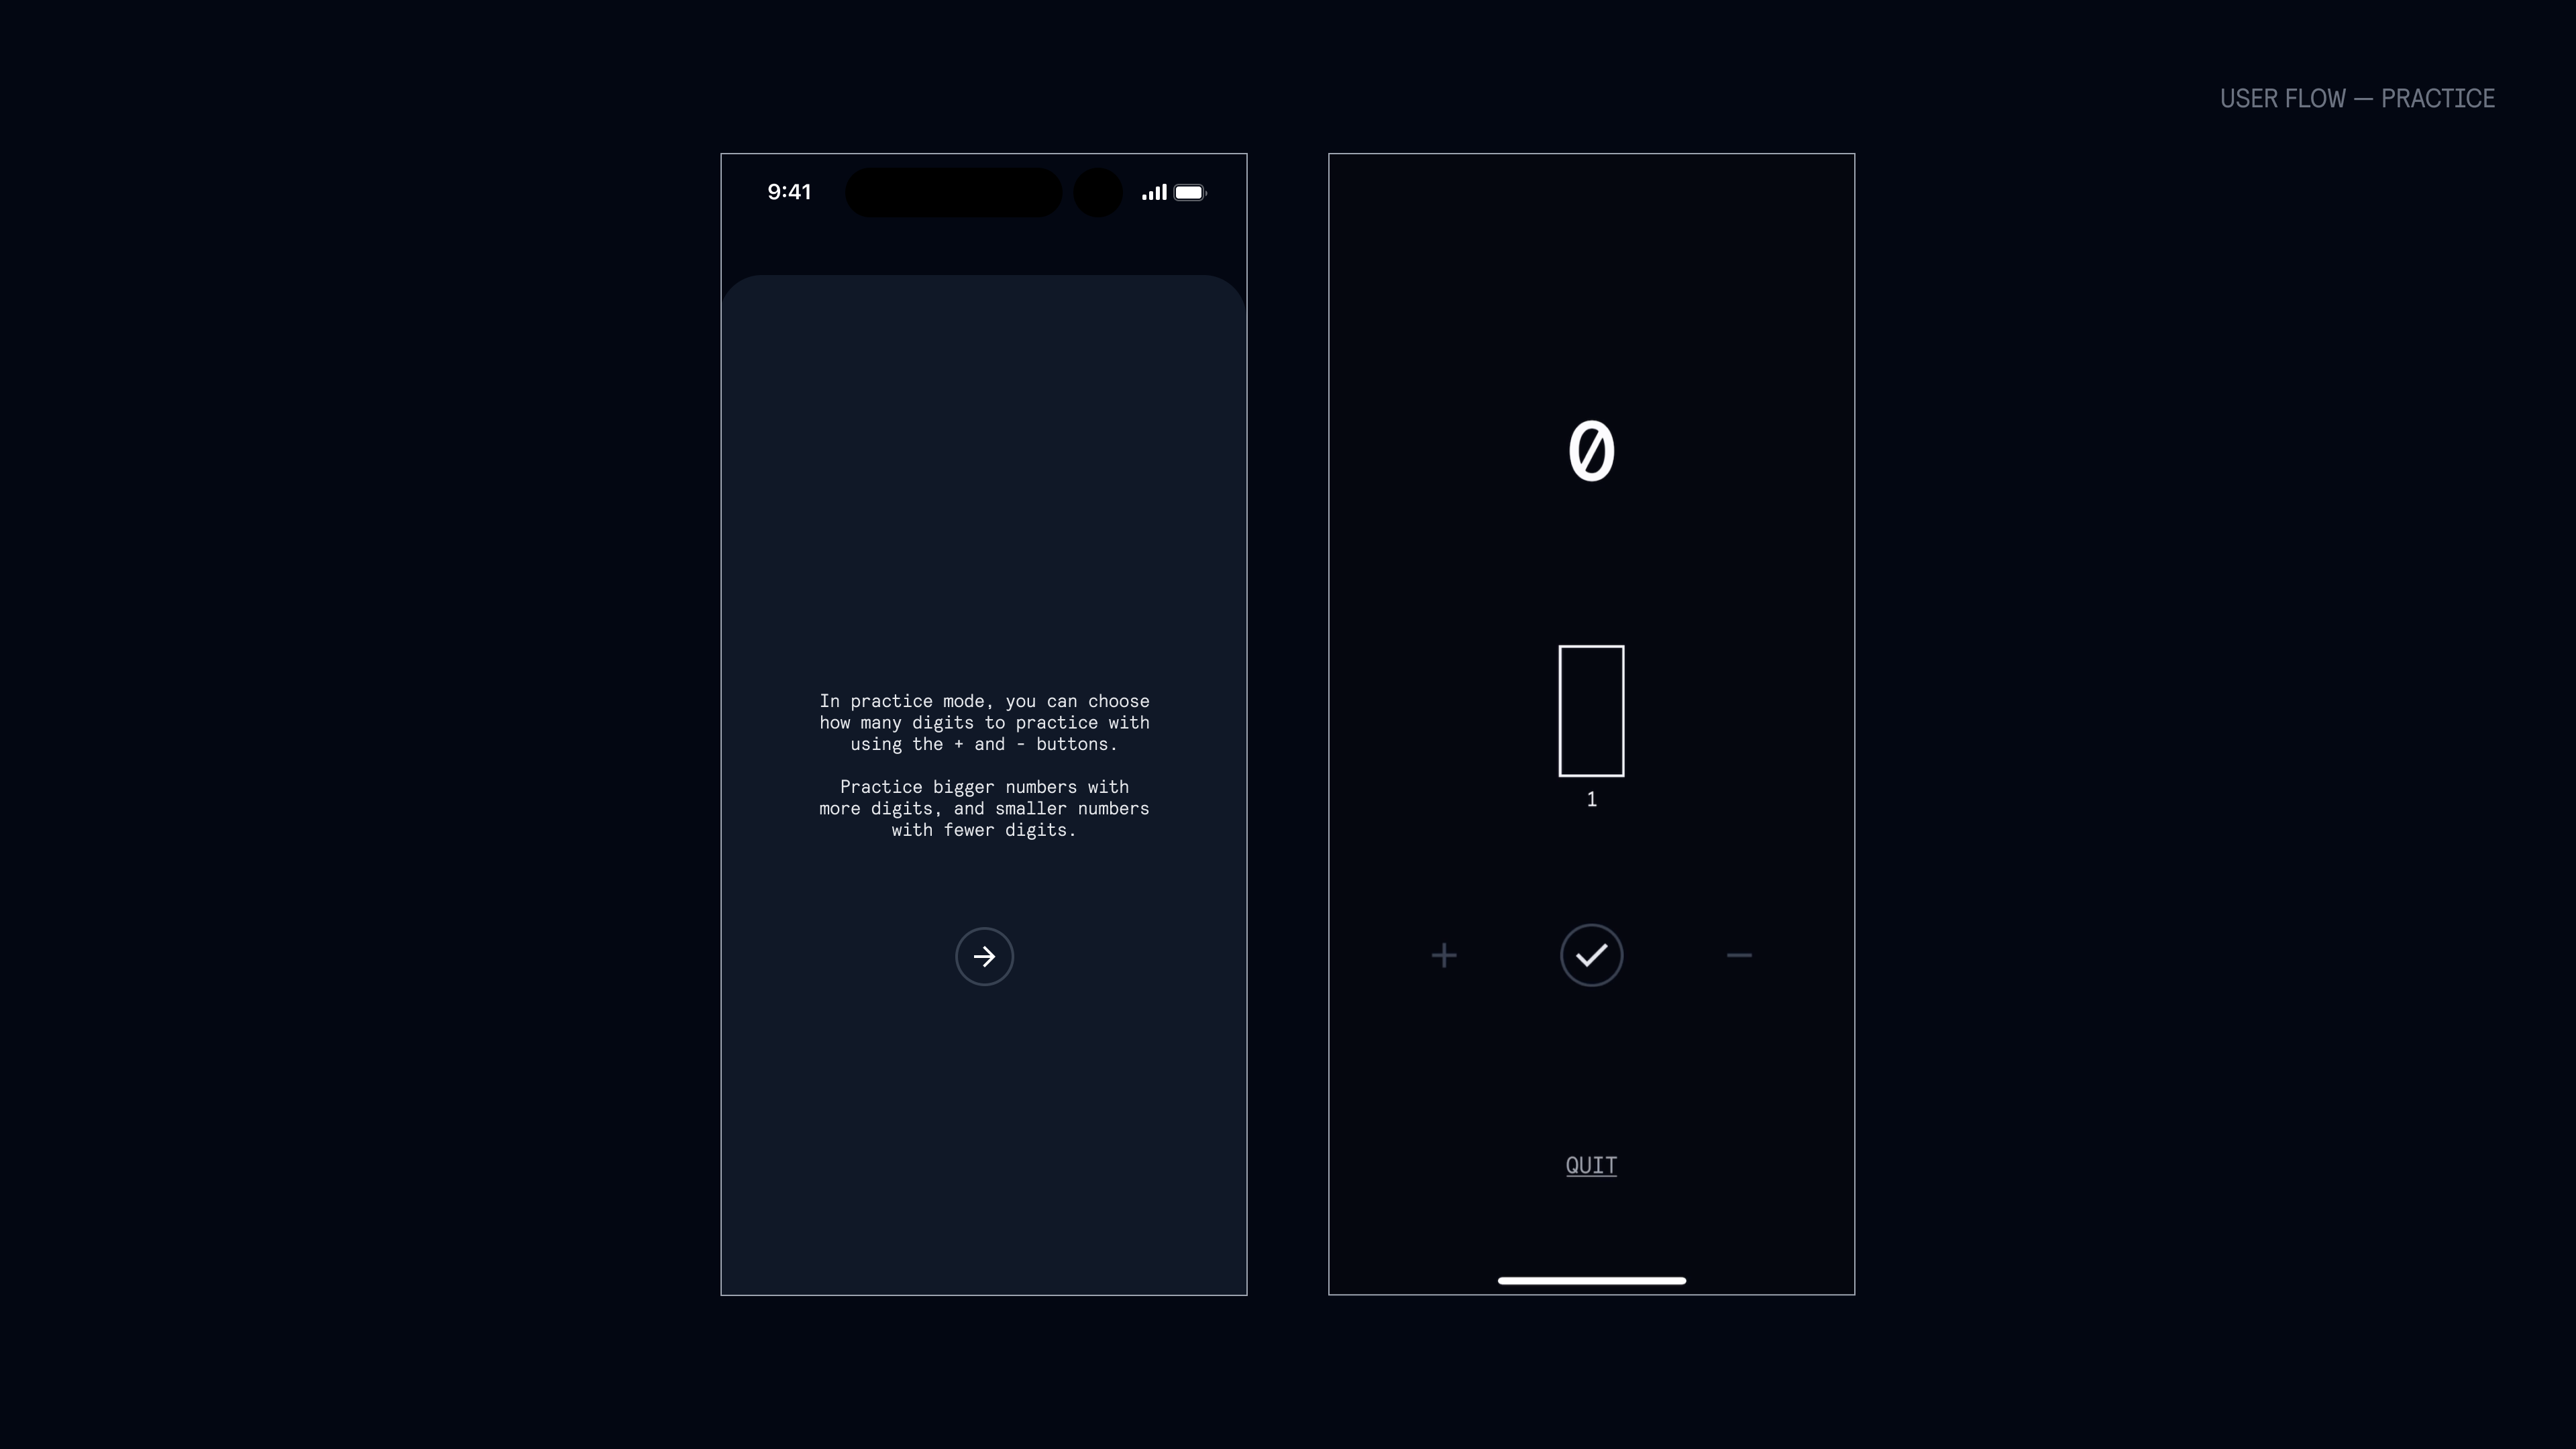 USER FLOW — PRACTICE
9:41
In practice mode, you can choose
how many digits to practice with
using the + and - buttons.
Practice bigger numbers with
more digits, and smaller numbers
with fewer digits.
0
1
QUIT